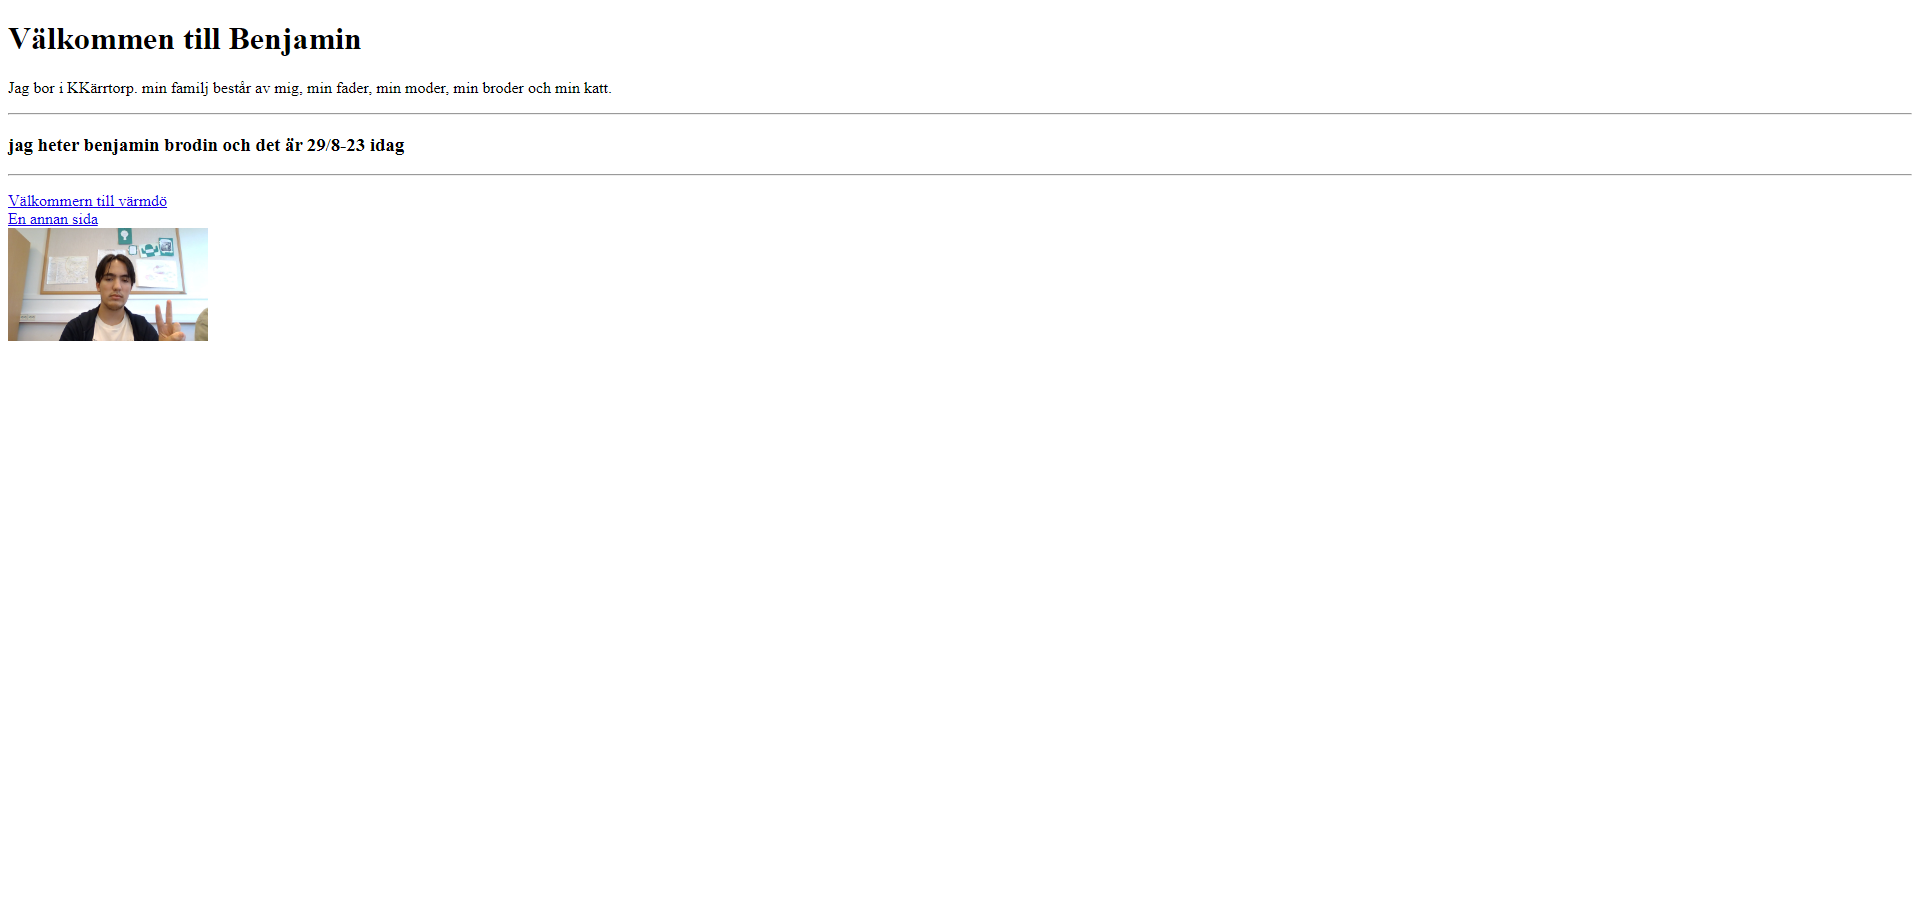 Välkommen till Benjamin
Jag bor i KKärrtorp. min familj består av mig, min fader, min moder, min broder och min katt.
jag heter benjamin brodin och det är 29/8-23 idag
Välkommern till värmdö
En annan sida